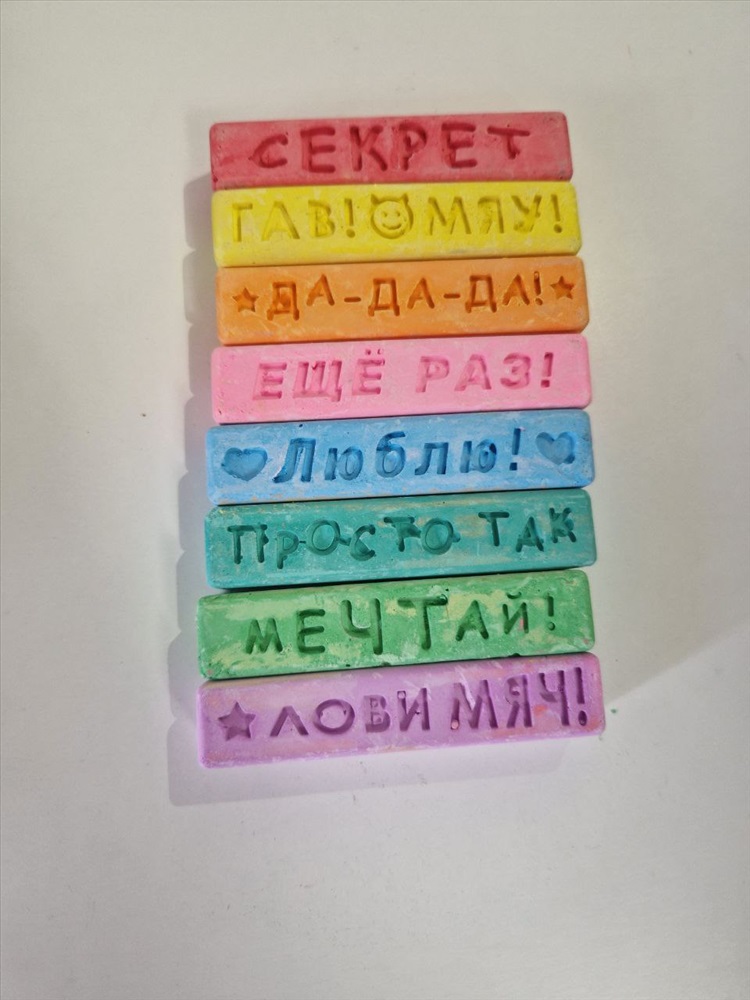 СЕКРЕТ
ГАВ! МЯУ!
ДА-ДА-ДА!
ЕЩЁ РАЗ!
Люблю!
Просто так
МЕЧТАЙ!
ЛОВИ МЯЧ!